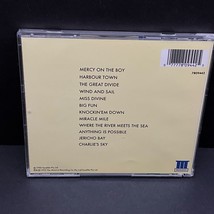 MERCY ON THE BOY
HARBOUR TOWN
THE GREAT DIVIDE
WIND AND SAIL
MISS DIVINE
BIG FUN
KNOCKIN'EM DOWN
MIRACLE MILE
WHERE THE RIVER MEETS THE SEA
ANYTHING IS POSSIBLE
JERICHO BAY
CHARLIE'S SKY